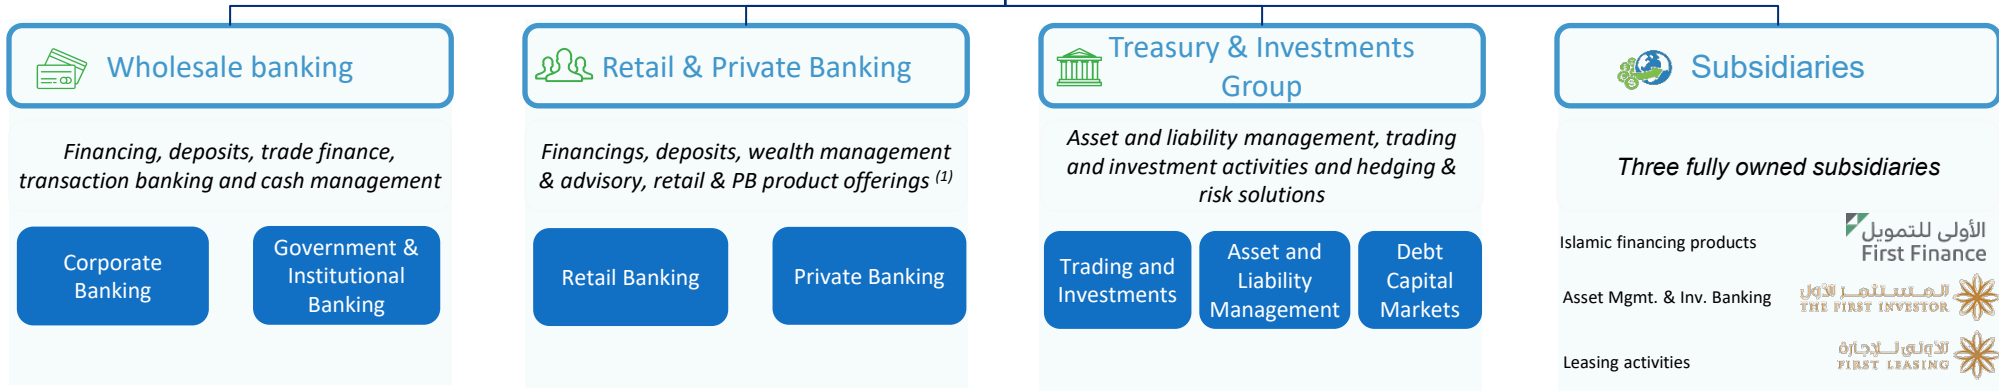 Wholesale banking
Financing, deposits, trade finance,
transaction banking and cash management
Corporate
Banking
Government &
Institutional
Banking
Retail & Private Banking
Financings, deposits, wealth management
& advisory, retail & PB product offerings (1)
Retail Banking
Private Banking
Treasury & Investments
Group
Asset and liability management, trading
and investment activities and hedging &
risk solutions
Trading and
Investments
Asset and
Liability
Management
Debt
Capital
Markets
Subsidiaries
Three fully owned subsidiaries
Islamic financing products
الأولى للتمويل
First Finance
Asset Mgmt. & Inv. Banking
المستثمر الأول
THE FIRST INVESTOR
Leasing activities
الأولى للإجارة
FIRST LEASING